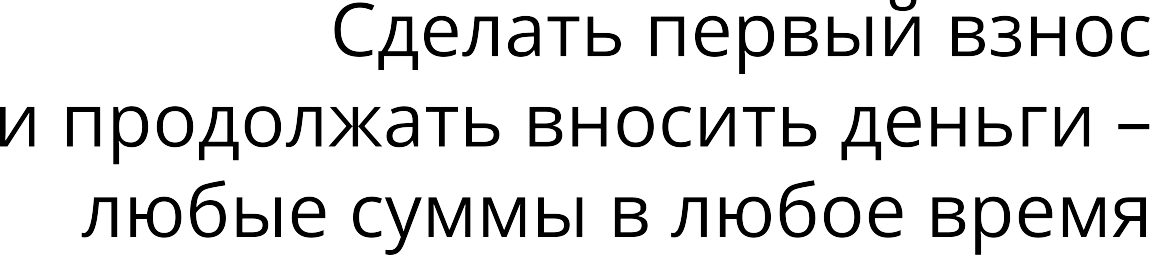 Сделать первый взнос
и продолжать вносить деньги –
любые суммы в любое время